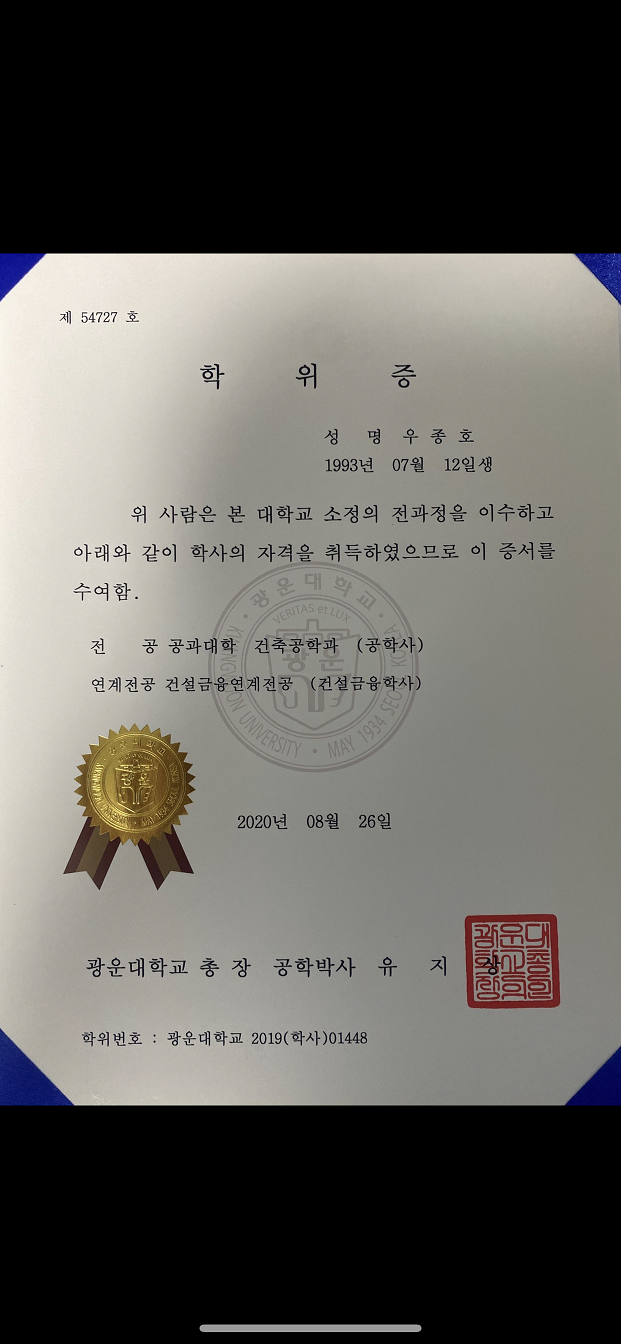 제 54727 호
학 위 증
성 명 우 종 호
1993년 07월 12일생
위 사람은 본 대학교 소정의 전과정을 이수하고
아래와 같이 학사의 자격을 취득하였으므로 이 증서를
수여함.
광운대학교
VERITAS et LUX
광운
KWANGWOON UNIVERSITY • MAY 1934 SEOUL KOREA
전 공 공과대학 건축공학과 (공학사)
연계전공 건설금융연계전공 (건설금융학사)
광운대학교
광운
2020년 08월 26일
광운대학교 총 장 공학박사 유 지 상
학위번호 : 광운대학교 2019(학사)01448